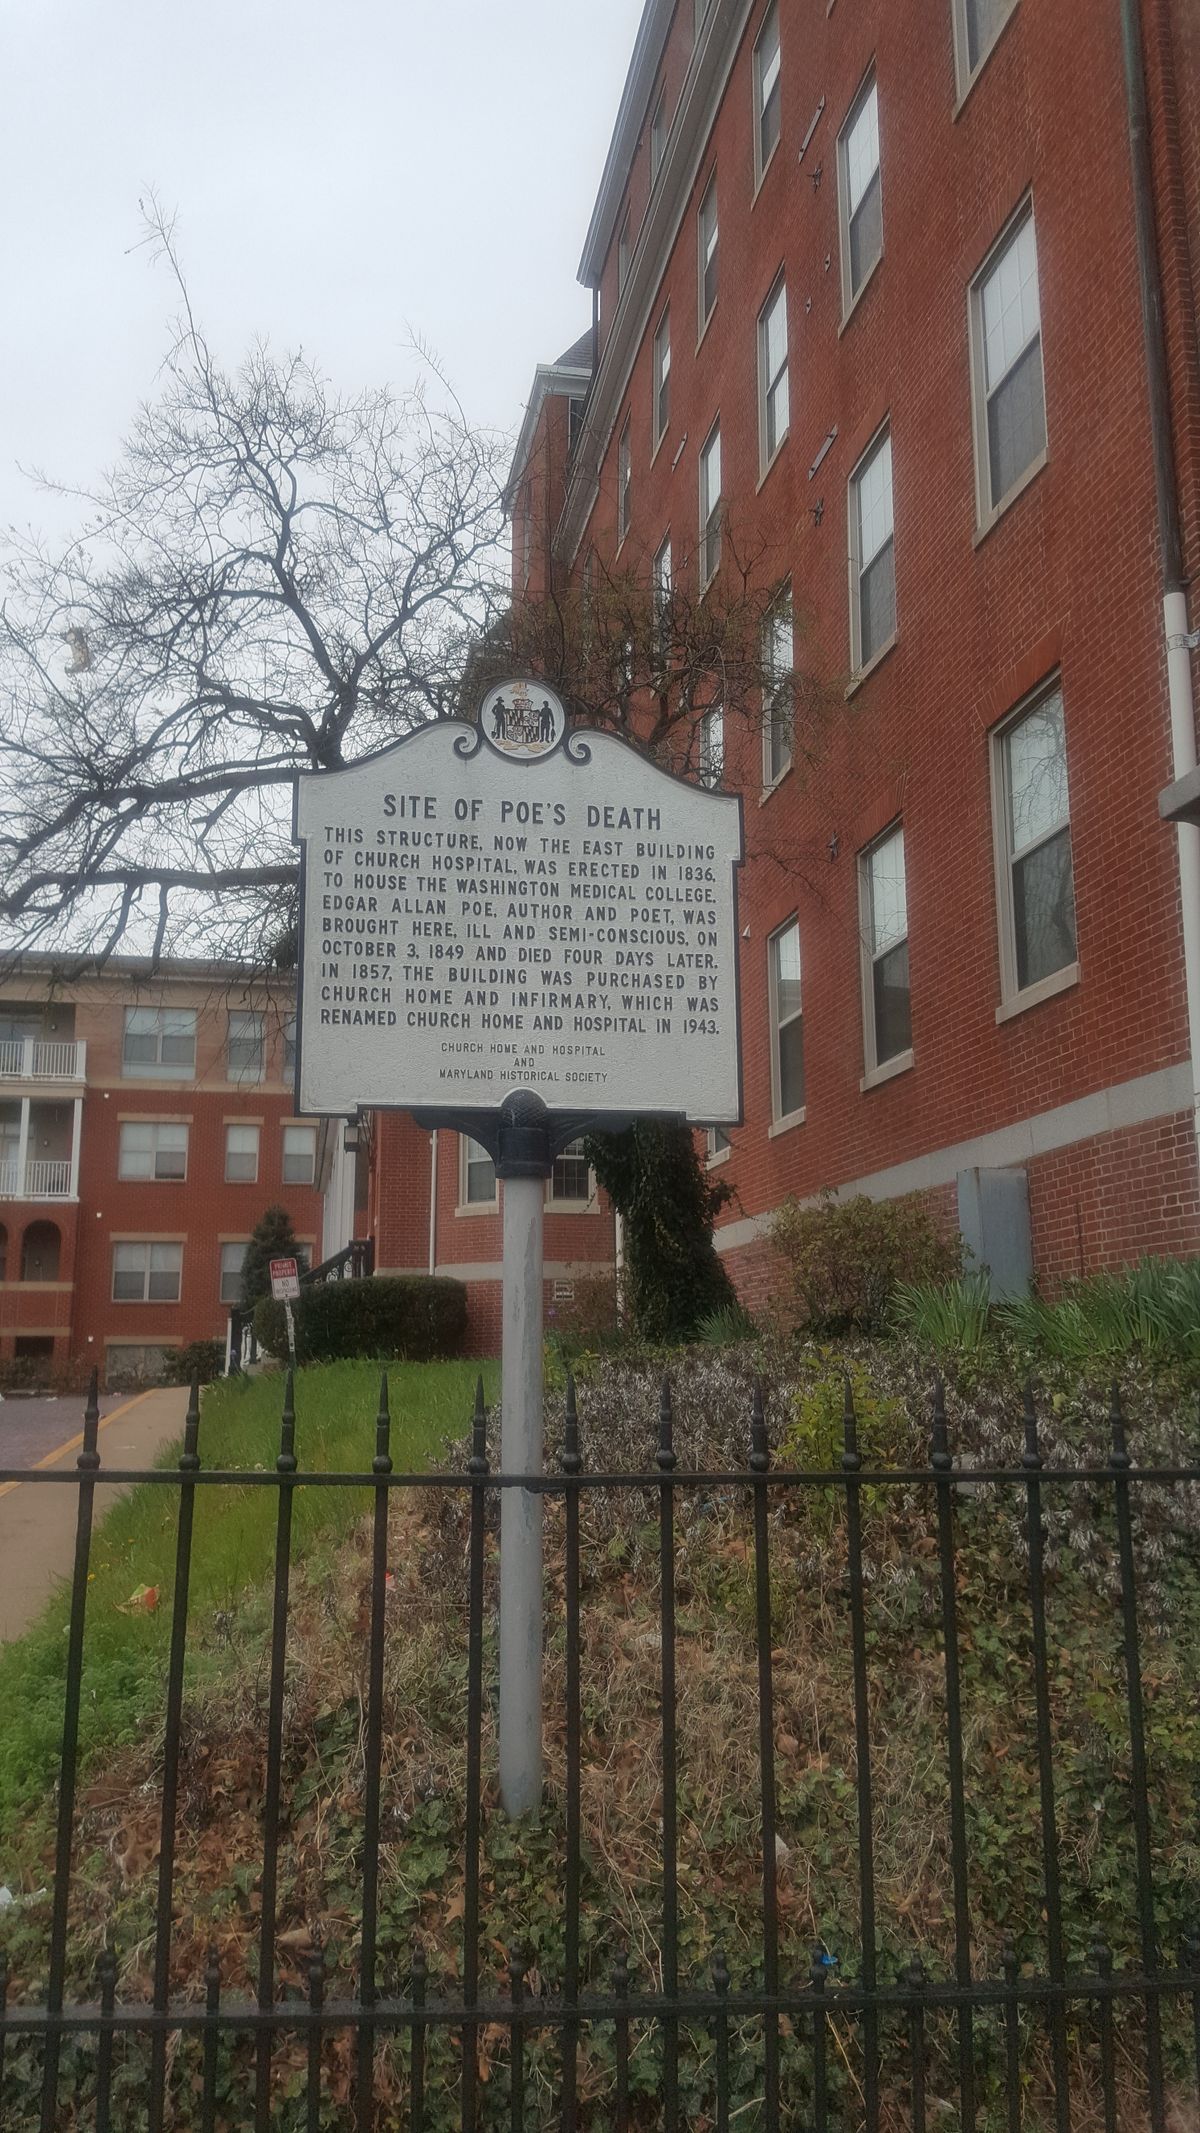 SITE OF POE'S DEATH
THIS STRUCTURE, NOW THE EAST BUILDING
OF CHURCH HOSPITAL, WAS ERECTED IN 1836,
TO HOUSE THE WASHINGTON MEDICAL COLLEGE.
EDGAR ALLAN POE, AUTHOR AND POET, WAS
BROUGHT HERE, ILL AND SEMI-CONSCIOUS, ON
OCTOBER 3, 1849 AND DIED FOUR DAYS LATER.
IN 1857, THE BUILDING WAS PURCHASED BY
CHURCH HOME AND INFIRMARY, WHICH WAS
RENAMED CHURCH HOME AND HOSPITAL IN 1943.
CHURCH HOME AND HOSPITAL
AND
MARYLAND HISTORICAL SOCIETY
PRIVATE
PROPERTY
NO